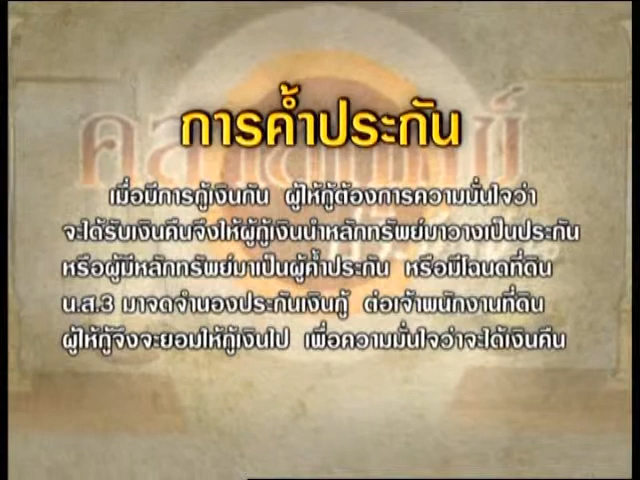 การค้ำประกัน
เมื่อมีการกู้เงินกัน ผู้ให้กู้ต้องการความมั่นใจว่า
จะได้รับเงินคืนจึงให้ผู้กู้เงินนำหลักทรัพย์มาวางเป็นประกัน
หรือผู้มีหลักทรัพย์มาเป็นผู้ค้ำประกัน หรือมีโฉนดที่ดิน
น.ส.3 มาจดจำนองประกันเงินกู้ ต่อเจ้าพนักงานที่ดิน
ผู้ให้กู้จึงจะยอมให้กู้เงินไป เพื่อความมั่นใจว่าจะได้เงินคืน